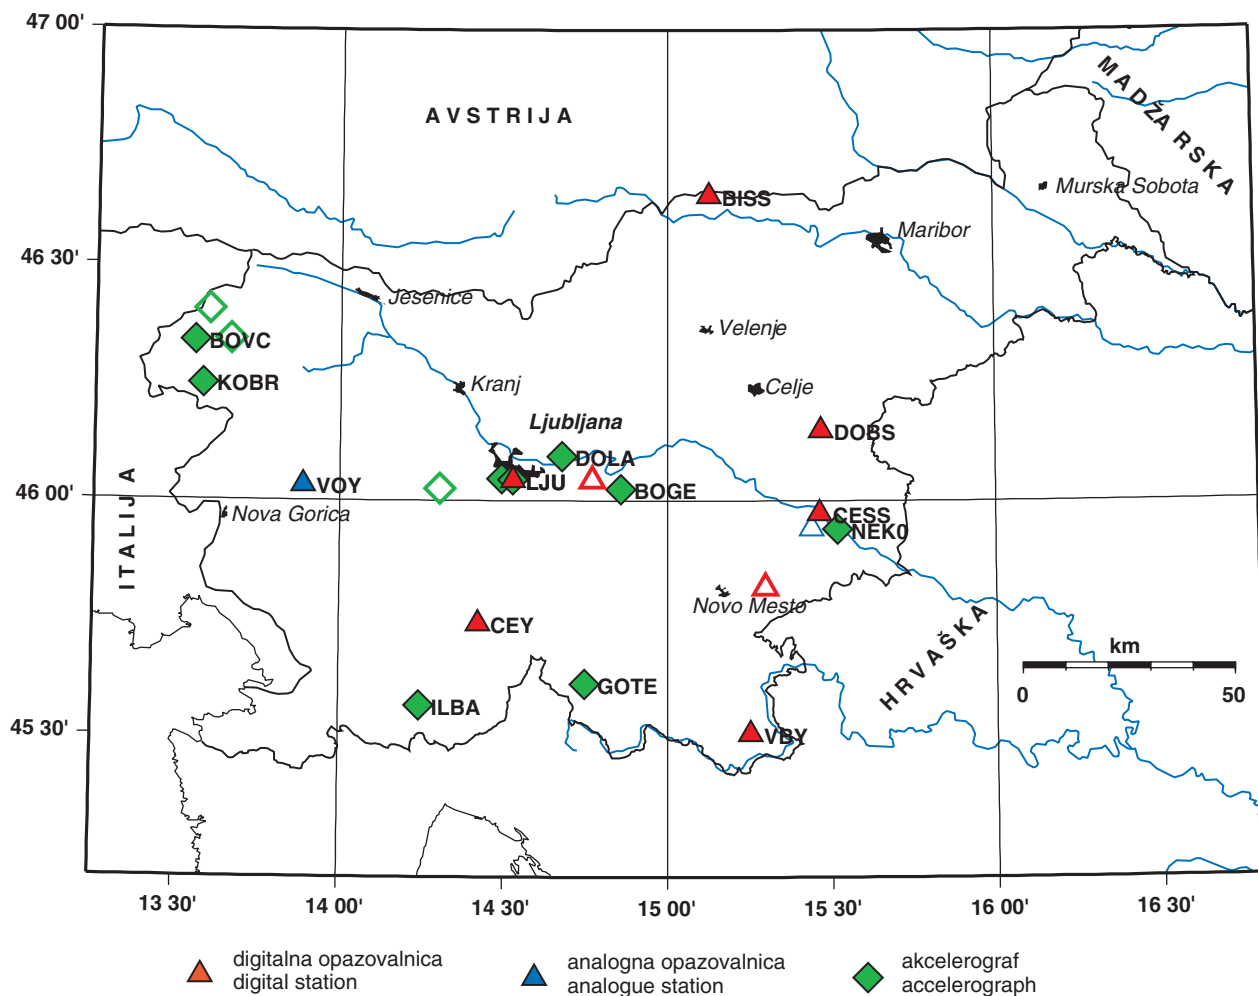 47 00'
AVSTRIJA
MADŽARSKA
BISS
Murska Sobota
Maribor
46 30'
Jesenice
BOVC
Velenje
KOBR
Kranj
Celje
Ljubljana
DOBS
DOLA
ITALIJA
VOY
LJU
BOGE
46 00'
Nova Gorica
CESS
NEK0
Novo Mesto
CEY
HRVAŠKA
km
0 50
GOTE
ILBA
45 30'
VBY
13 30' 14 00' 14 30' 15 00' 15 30' 16 00' 16 30'
digitalna opazovalnica
digital station
analogna opazovalnica
analogue station
akcelerograf
accelerograph